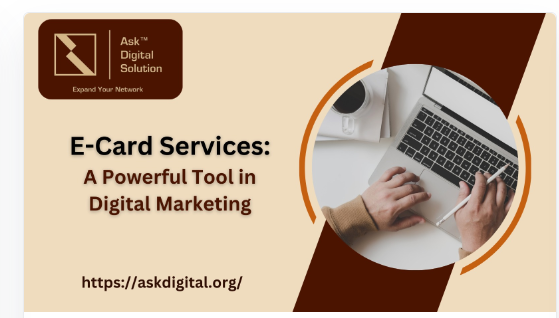 Ask™
Digital
Solution
Expand Your Network
E-Card Services:
A Powerful Tool in
Digital Marketing
https://askdigital.org/